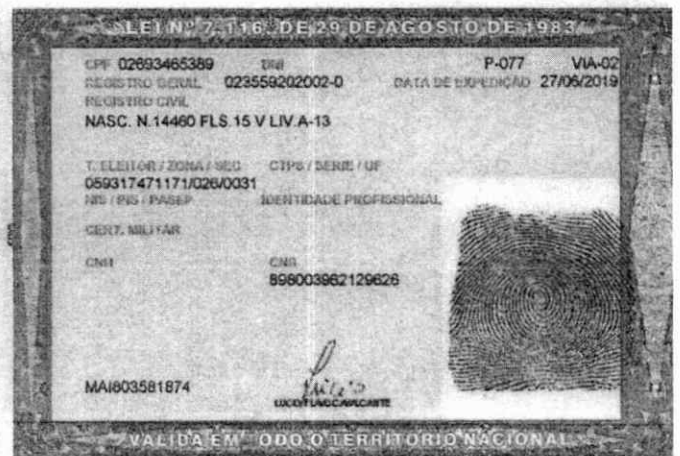 LEI Nº 7.116, DE 29 DE AGOSTO DE 1983
CPF 02693465389 DNI P-077 VIA-02
REGISTRO GERAL 023559202002-0 DATA DE EXPEDIÇÃO 27/06/2019
REGISTRO CIVIL
NASC. N.14460 FLS.15 V LIV.A-13
T. ELEITOR / ZONA / SEC CTPS / SERIE / UF
059317471171/026/0031
NIS / PIS / PASEP IDENTIDADE PROFISSIONAL
CERT. MILITAR
CNH CNS
898003962129626
MAI803581874
VALIDA EM ODO O TERRITORIO NACIONAL